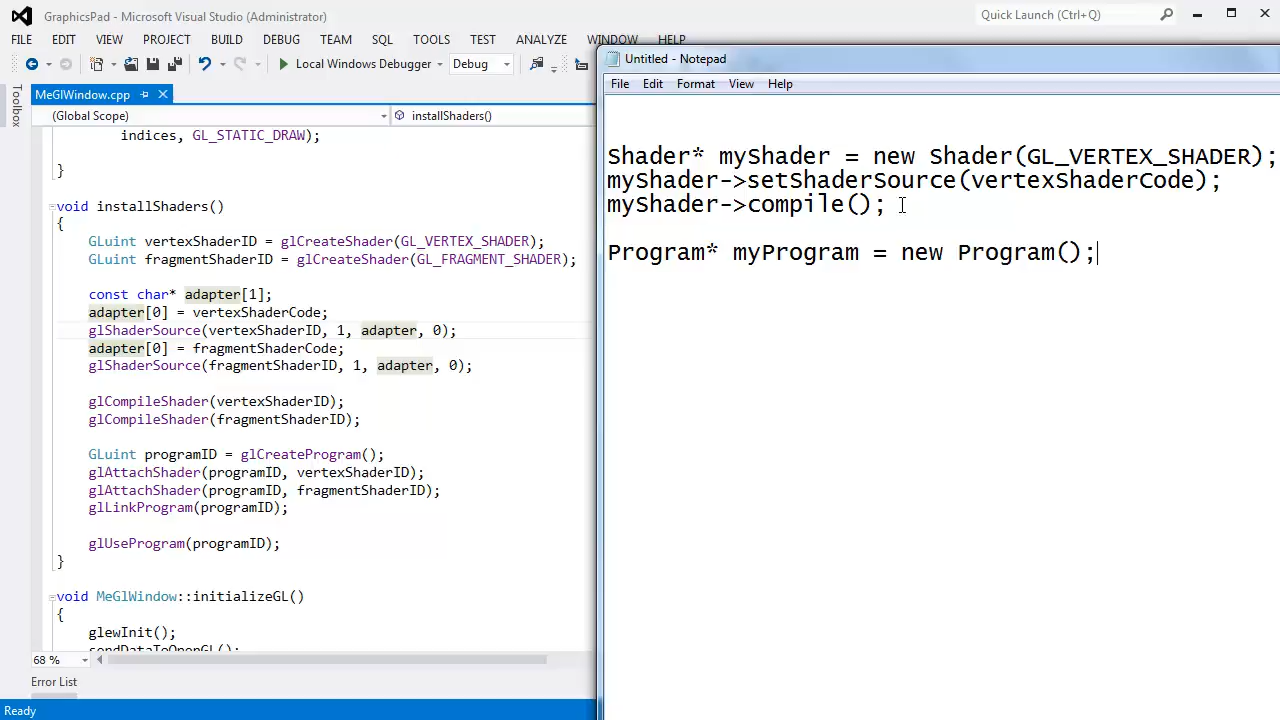 GraphicsPad - Microsoft Visual Studio (Administrator)
Quick Launch (Ctrl+Q)
FILE EDIT VIEW PROJECT BUILD DEBUG TEAM SQL TOOLS TEST ANALYZE WINDOW HELP
Local Windows Debugger Debug
Toolbox
MeGlWindow.cpp
(Global Scope) installShaders()
indices, GL_STATIC_DRAW);
}
void installShaders()
{
GLuint vertexShaderID = glCreateShader(GL_VERTEX_SHADER);
GLuint fragmentShaderID = glCreateShader(GL_FRAGMENT_SHADER);
const char* adapter[1];
adapter[0] = vertexShaderCode;
glShaderSource(vertexShaderID, 1, adapter, 0);
adapter[0] = fragmentShaderCode;
glShaderSource(fragmentShaderID, 1, adapter, 0);
glCompileShader(vertexShaderID);
glCompileShader(fragmentShaderID);
GLuint programID = glCreateProgram();
glAttachShader(programID, vertexShaderID);
glAttachShader(programID, fragmentShaderID);
glLinkProgram(programID);
glUseProgram(programID);
}
void MeGlWindow::initializeGL()
{
glewInit();
sendDataToOpenGL();
68 %
Error List
Ready
Untitled - Notepad
File Edit Format View Help
Shader* myShader = new Shader(GL_VERTEX_SHADER);
myShader->setShaderSource(vertexShaderCode);
myShader->compile();
Program* myProgram = new Program();